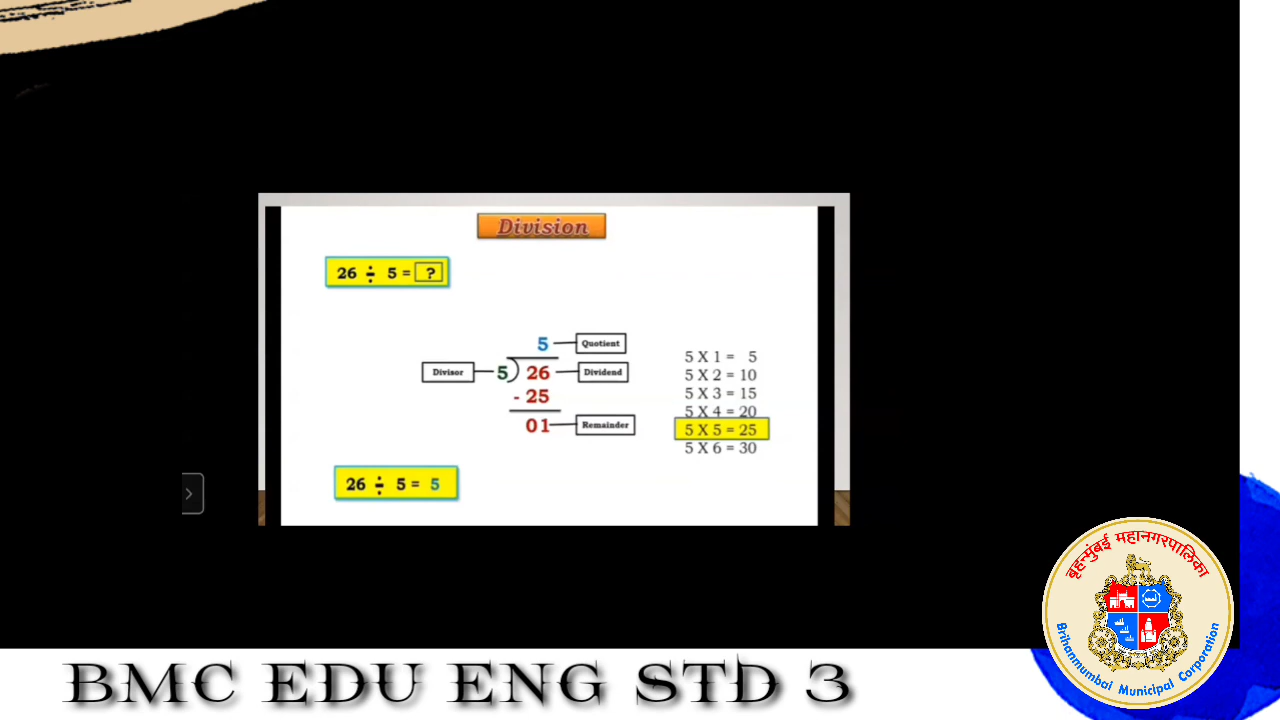 Division
26 ÷ 5 = ?
5 Quotient
Divisor 5 ) 26 Dividend
- 25
01 Remainder
5 X 1 = 5
5 X 2 = 10
5 X 3 = 15
5 X 4 = 20
5 X 5 = 25
5 X 6 = 30
26 ÷ 5 = 5
बृहन्मुंबई महानगरपालिका
Brihanmumbai Municipal Corporation
BMC EDU ENG STD 3